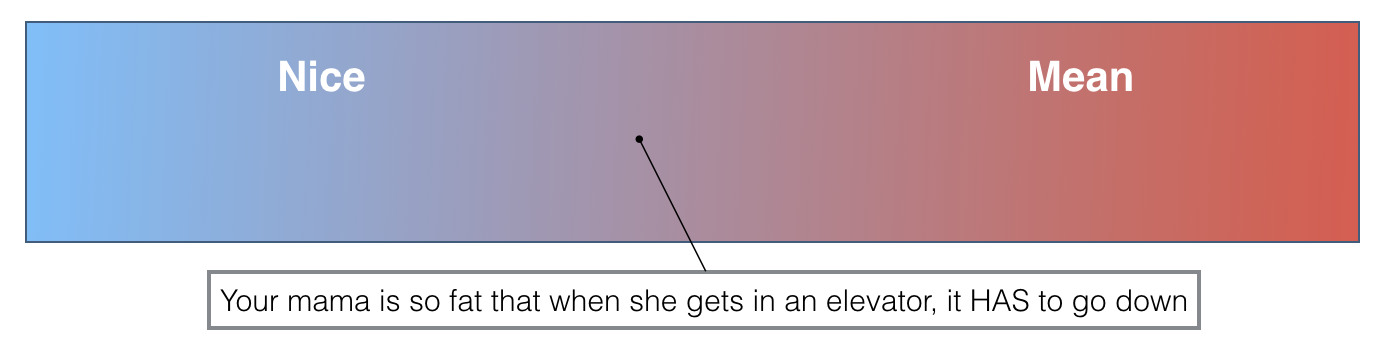 Nice
Mean
Your mama is so fat that when she gets in an elevator, it HAS to go down